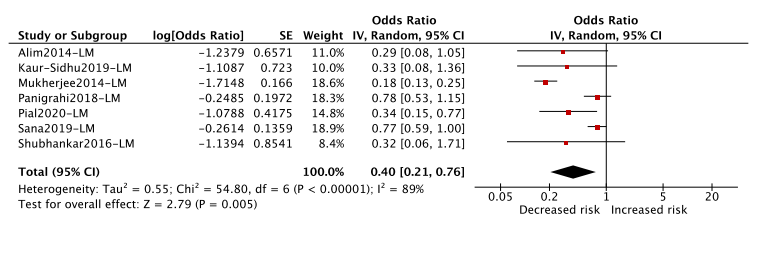 Odds Ratio Odds Ratio
Study or Subgroup log[Odds Ratio] SE Weight IV, Random, 95% CI IV, Random, 95% CI
Alim2014-LM -1.2379 0.6571 11.0% 0.29 [0.08, 1.05]
Kaur-Sidhu2019-LM -1.1087 0.723 10.0% 0.33 [0.08, 1.36]
Mukherjee2014-LM -1.7148 0.166 18.6% 0.18 [0.13, 0.25]
Panigrahi2018-LM -0.2485 0.1972 18.3% 0.78 [0.53, 1.15]
Pial2020-LM -1.0788 0.4175 14.8% 0.34 [0.15, 0.77]
Sana2019-LM -0.2614 0.1359 18.9% 0.77 [0.59, 1.00]
Shubhankar2016-LM -1.1394 0.8541 8.4% 0.32 [0.06, 1.71]
Total (95% CI) 100.0% 0.40 [0.21, 0.76]
Heterogeneity: Tau² = 0.55; Chi² = 54.80, df = 6 (P < 0.00001); I² = 89%
Test for overall effect: Z = 2.79 (P = 0.005)
0.05 0.2 1 5 20
Decreased risk Increased risk